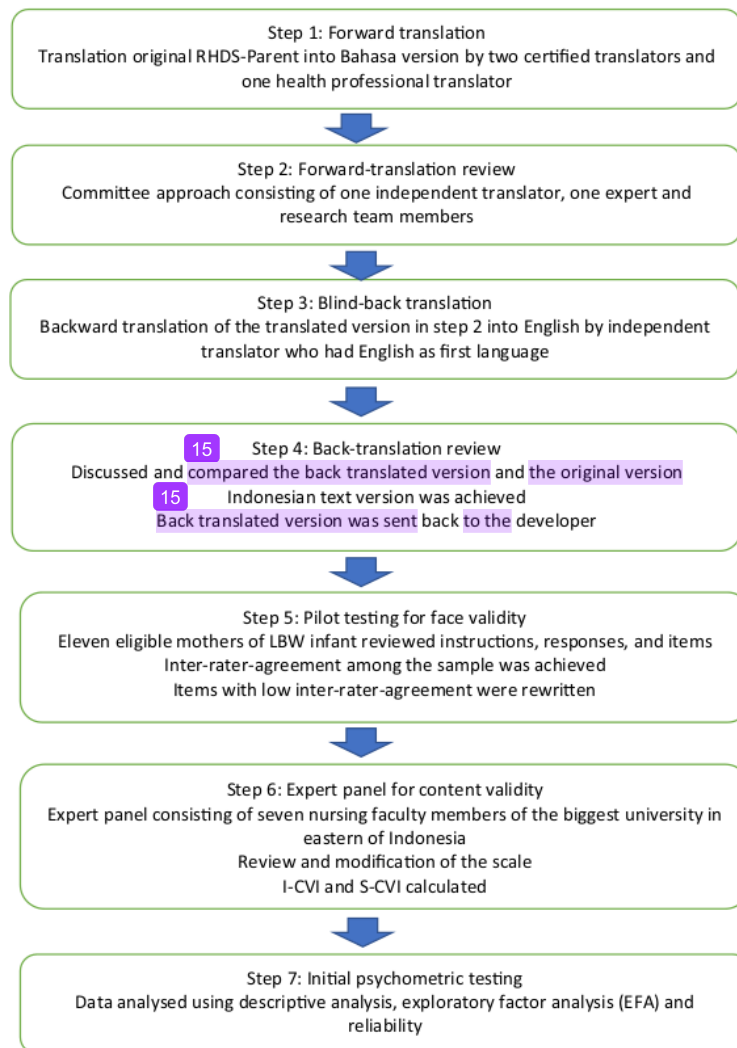 Step 1: Forward translation
Translation original RHDS-Parent into Bahasa version by two certified translators and
one health professional translator
Step 2: Forward-translation review
Committee approach consisting of one independent translator, one expert and
research team members
Step 3: Blind-back translation
Backward translation of the translated version in step 2 into English by independent
translator who had English as first language
15
Step 4: Back-translation review
Discussed and compared the back translated version and the original version
15
Indonesian text version was achieved
Back translated version was sent back to the developer
Step 5: Pilot testing for face validity
Eleven eligible mothers of LBW infant reviewed instructions, responses, and items
Inter-rater-agreement among the sample was achieved
Items with low inter-rater-agreement were rewritten
Step 6: Expert panel for content validity
Expert panel consisting of seven nursing faculty members of the biggest university in
eastern of Indonesia
Review and modification of the scale
I-CVI and S-CVI calculated
Step 7: Initial psychometric testing
Data analysed using descriptive analysis, exploratory factor analysis (EFA) and
reliability